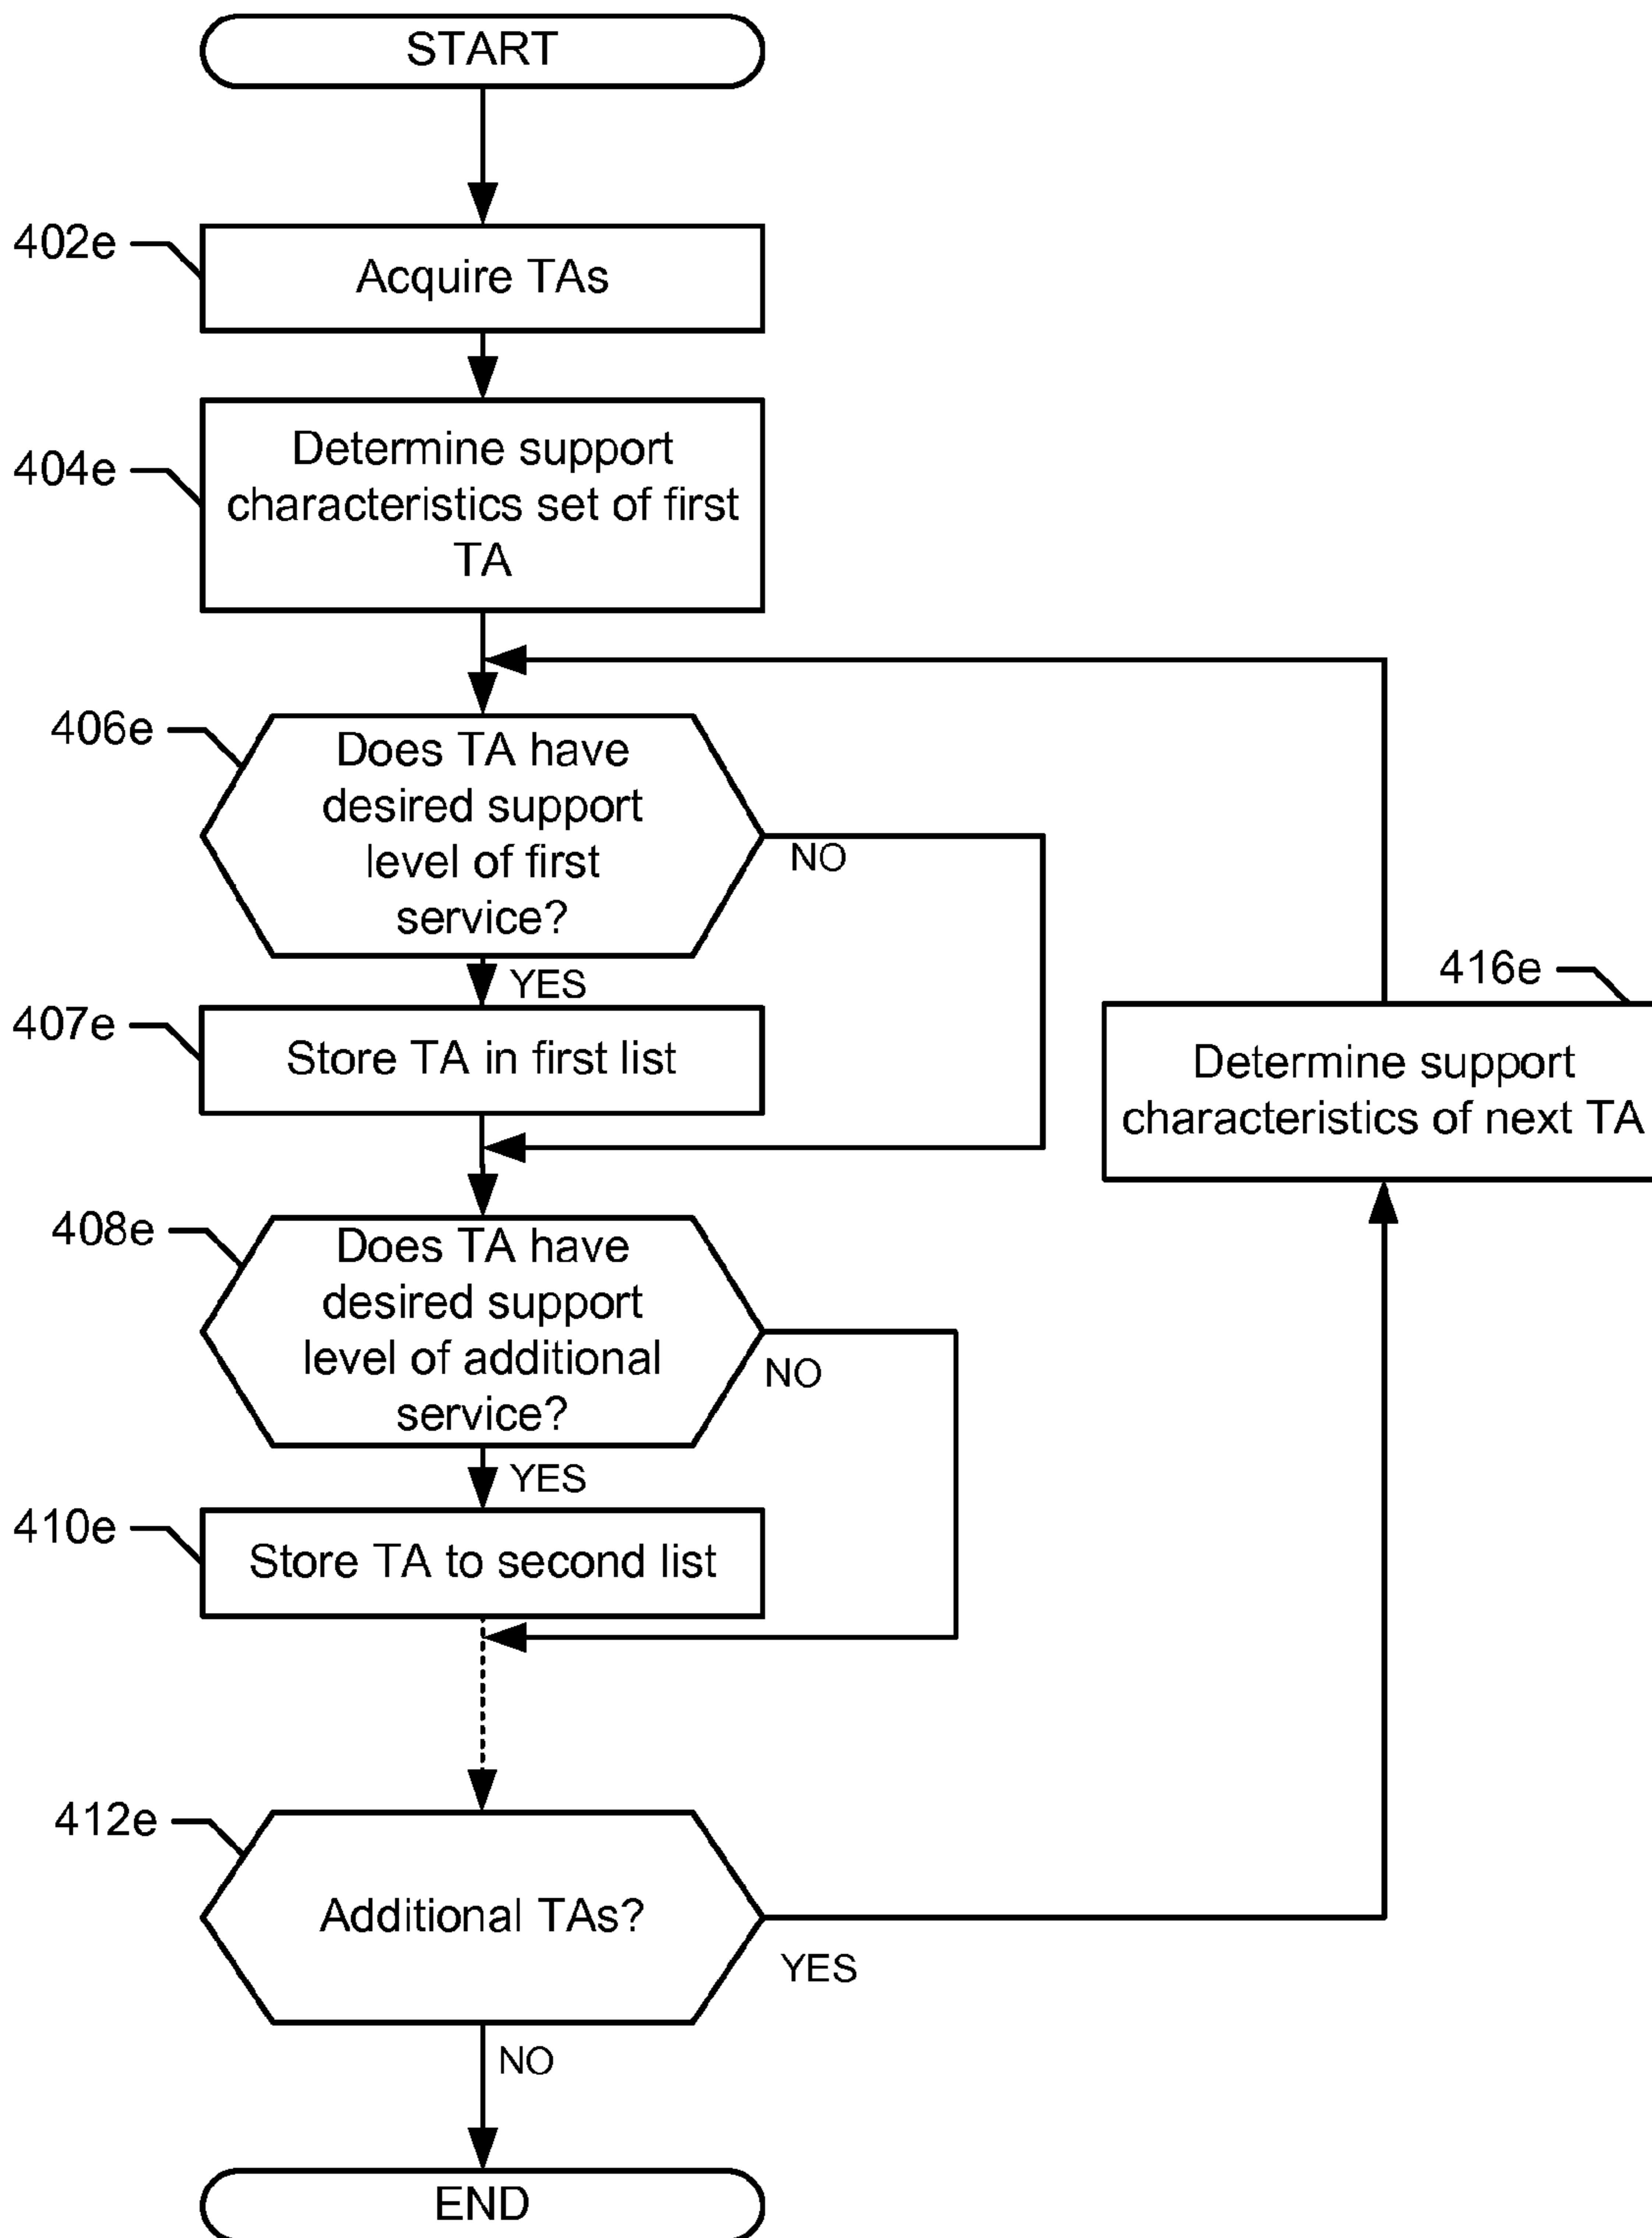 START
402e
Acquire TAs
404e
Determine support
characteristics set of first
TA
406e
Does TA have
desired support
level of first
service?
NO
YES
407e
Store TA in first list
416e
Determine support
characteristics of next TA
408e
Does TA have
desired support
level of additional
service?
NO
YES
410e
Store TA to second list
412e
Additional TAs?
YES
NO
END